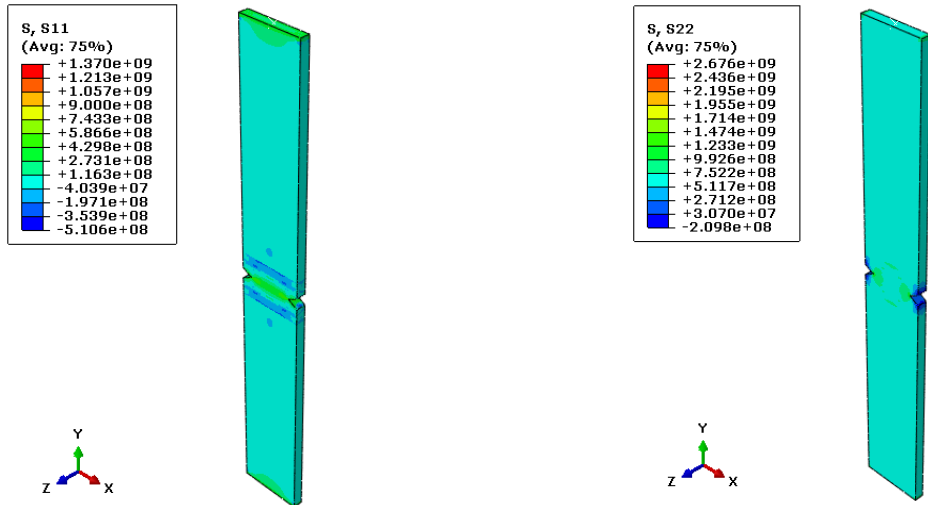 S, S11
(Avg: 75%)
+1.370e+09
+1.213e+09
+1.057e+09
+9.000e+08
+7.433e+08
+5.866e+08
+4.298e+08
+2.731e+08
+1.163e+08
-4.039e+07
-1.971e+08
-3.539e+08
-5.106e+08
Y
Z
X
S, S22
(Avg: 75%)
+2.676e+09
+2.436e+09
+2.195e+09
+1.955e+09
+1.714e+09
+1.474e+09
+1.233e+09
+9.926e+08
+7.522e+08
+5.117e+08
+2.712e+08
+3.070e+07
-2.098e+08
Y
Z
X